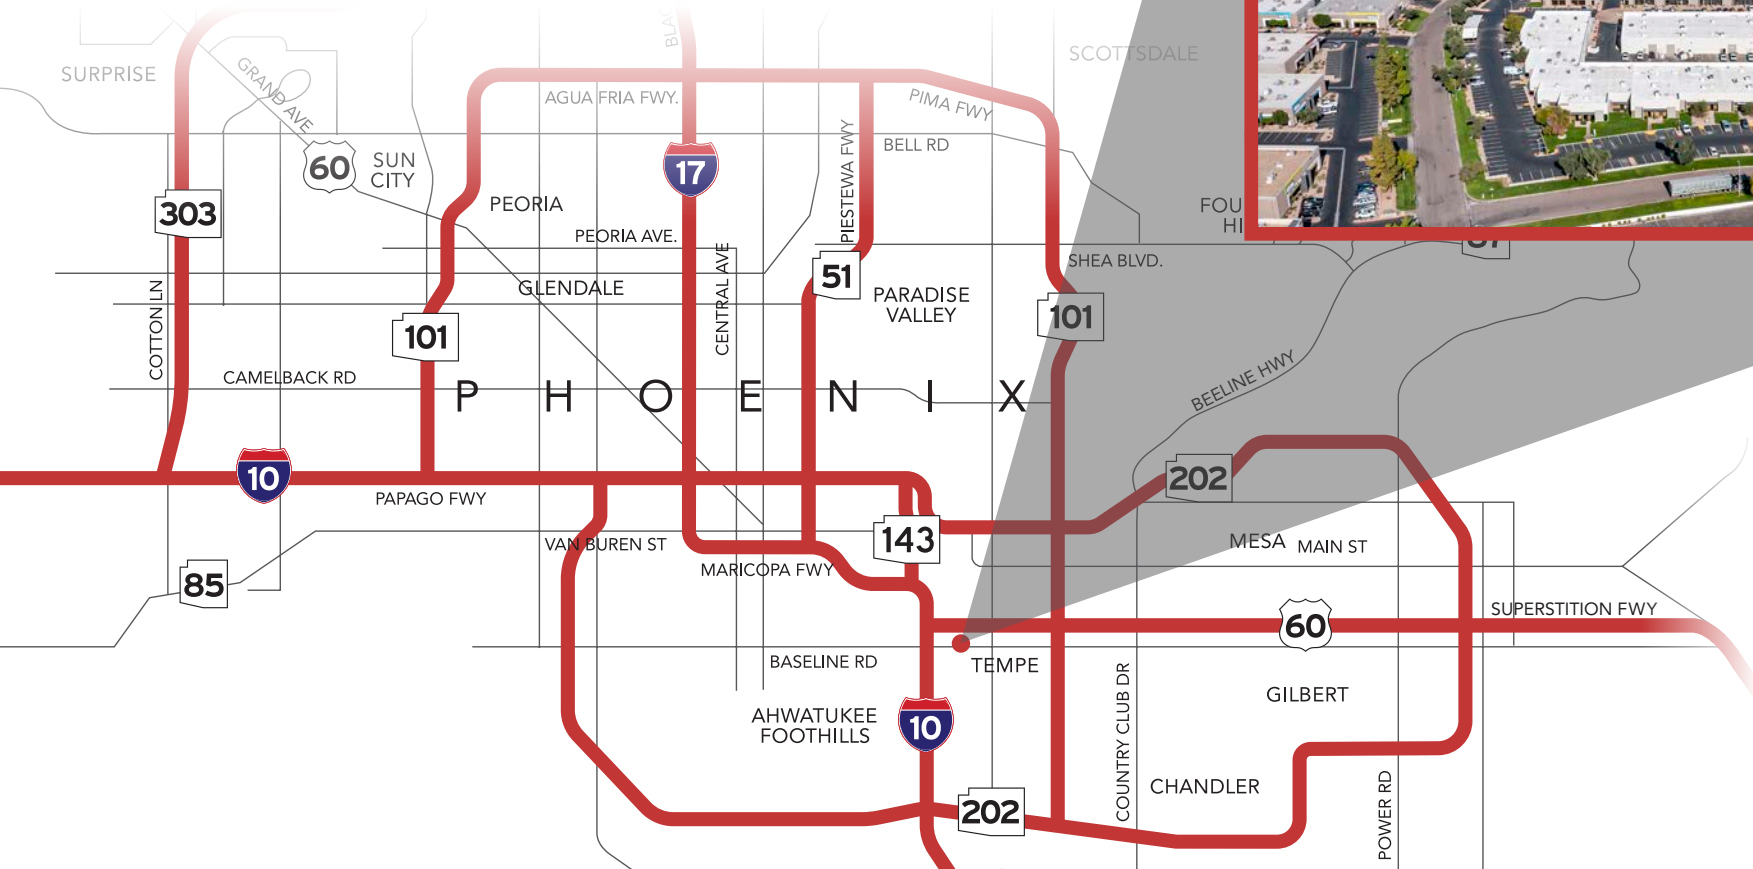 SCOTTSDALE
SURPRISE
GRAND AVE
AGUA FRIA FWY.
PIMA FWY
PIESTEWA FWY
BELL RD
60
SUN
CITY
17
303
PEORIA
FOU
HI
PEORIA AVE.
CENTRAL AVE
51
SHEA BLVD.
COTTON LN
GLENDALE
PARADISE
VALLEY
101
101
CAMELBACK RD
BEELINE HWY
PHOENIX
10
202
PAPAGO FWY
143
VAN BUREN ST
MESA
MAIN ST
MARICOPA FWY
85
60
SUPERSTITION FWY
BASELINE RD
TEMPE
COUNTRY CLUB DR
GILBERT
AHWATUKEE
FOOTHILLS
10
CHANDLER
POWER RD
202